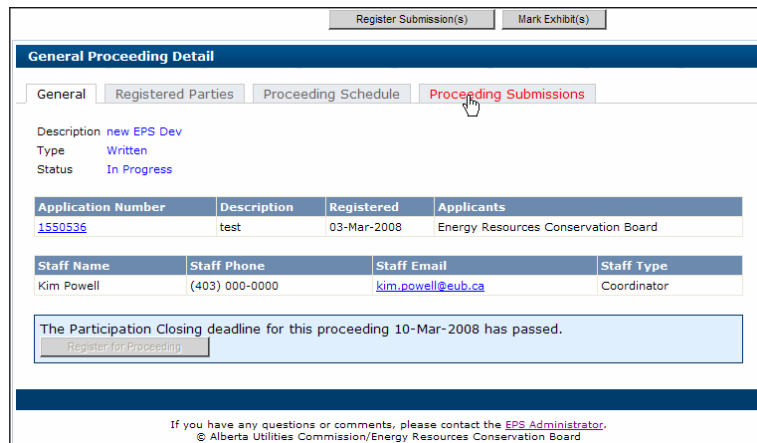 Register Submission(s) Mark Exhibit(s)
General Proceeding Detail
General Registered Parties Proceeding Schedule Proceeding Submissions
Description new EPS Dev
Type Written
Status In Progress
Application Number Description Registered Applicants
1550536 test 03-Mar-2008 Energy Resources Conservation Board
Staff Name Staff Phone Staff Email Staff Type
Kim Powell (403) 000-0000 kim.powell@eub.ca Coordinator
The Participation Closing deadline for this proceeding 10-Mar-2008 has passed.
Register for Proceeding
If you have any questions or comments, please contact the EPS Administrator.
© Alberta Utilities Commission/Energy Resources Conservation Board